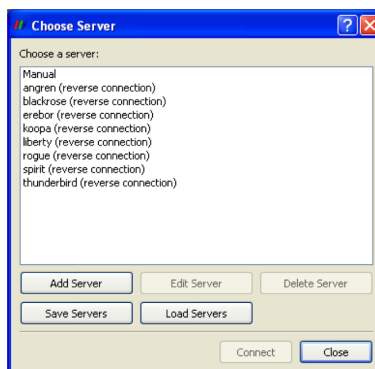 Choose Server
Choose a server:
Manual
angren (reverse connection)
blackrose (reverse connection)
erebor (reverse connection)
koopa (reverse connection)
liberty (reverse connection)
rogue (reverse connection)
spirit (reverse connection)
thunderbird (reverse connection)
Add Server Edit Server Delete Server
Save Servers Load Servers
Connect Close